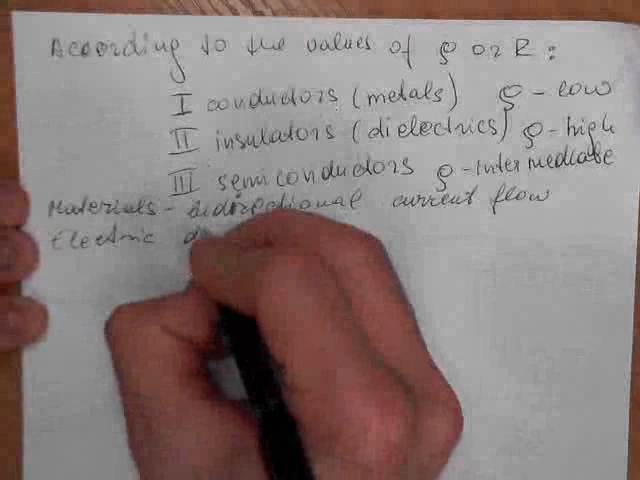 According to the values of ρ or R:
I conductors (metals) ρ - low
II insulators (dielectrics) ρ - high
III semiconductors ρ - intermediate
Materials - bidirectional current flow
Electric d